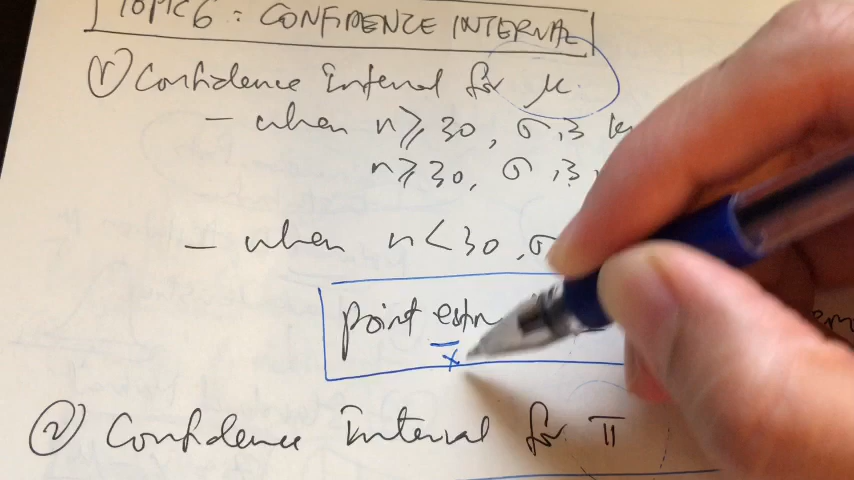 TOPIC 6 : CONFIDENCE INTERVAL
① Confidence Interval for μ.
- when n ≥ 30, σ is
n ≥ 30, σ is
- when n < 30, σ
point
x̄
② Confidence Interval for π